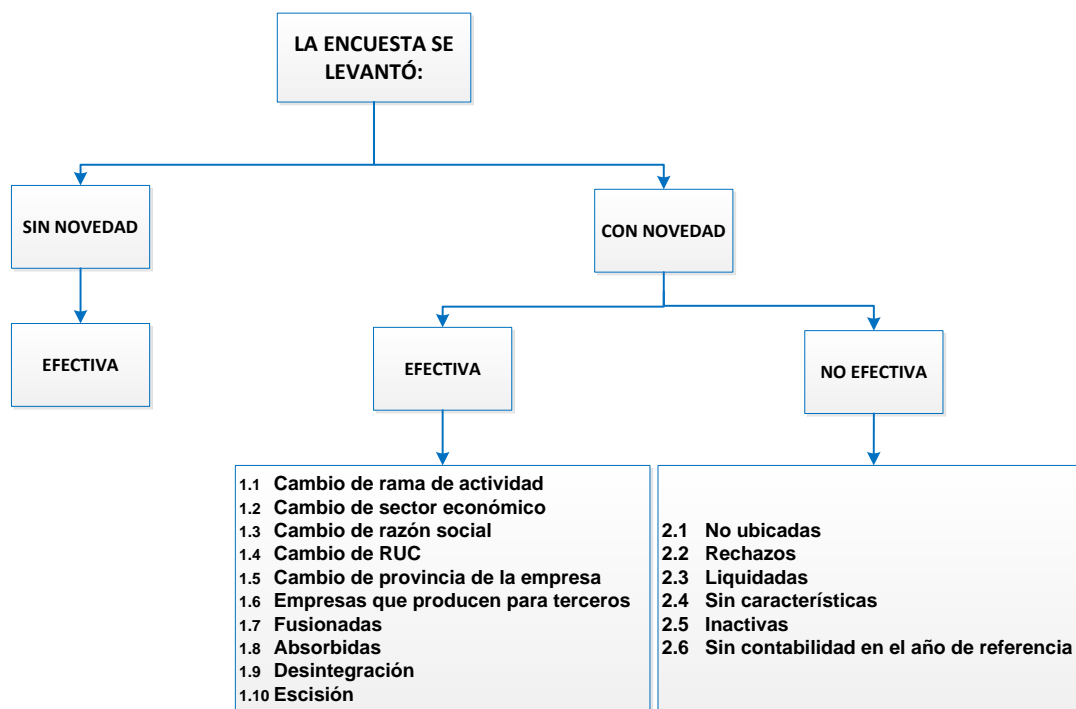 LA ENCUESTA SE
LEVANTÓ:
SIN NOVEDAD
CON NOVEDAD
EFECTIVA
EFECTIVA
NO EFECTIVA
1.1 Cambio de rama de actividad
1.2 Cambio de sector económico
1.3 Cambio de razón social
1.4 Cambio de RUC
1.5 Cambio de provincia de la empresa
1.6 Empresas que producen para terceros
1.7 Fusionadas
1.8 Absorbidas
1.9 Desintegración
1.10 Escisión
2.1 No ubicadas
2.2 Rechazos
2.3 Liquidadas
2.4 Sin características
2.5 Inactivas
2.6 Sin contabilidad en el año de referencia